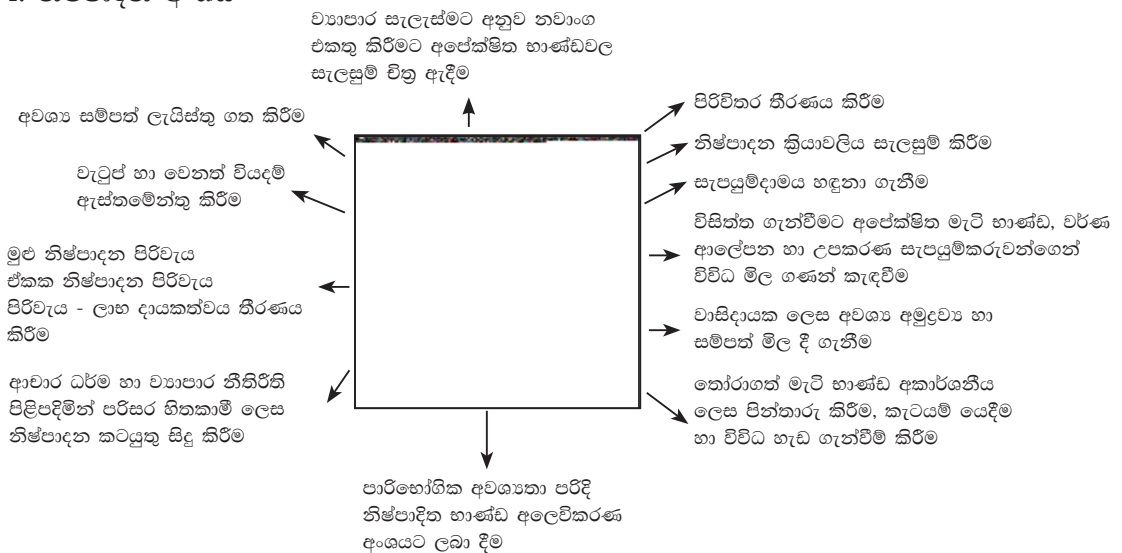 ව්‍යාපාර සැලැස්මට අනුව නවාංග
එකතු කිරීමට අපේක්ෂිත භාණ්ඩවල
සැලසුම් චිත්‍ර ඇදීම
අවශ්‍ය සම්පත් ලැයිස්තු ගත කිරීම
වැටුප් හා වෙනත් වියදම්
ඇස්තමේන්තු කිරීම
මුළු නිෂ්පාදන පිරිවැය
ඒකක නිෂ්පාදන පිරිවැය
පිරිවැය - ලාභ දායකත්වය තීරණය
කිරීම
ආචාර ධර්ම හා ව්‍යාපාර නීතිරීති
පිළිපදිමින් පරිසර හිතකාමී ලෙස
නිෂ්පාදන කටයුතු සිදු කිරීම
පිරිවිතර තීරණය කිරීම
නිෂ්පාදන ක්‍රියාවලිය සැලසුම් කිරීම
සැපයුම්දාමය හඳුනා ගැනීම
විසිත්ත ගැන්වීමට අපේක්ෂිත මැටි භාණ්ඩ, වර්ණ
ආලේපන හා උපකරණ සැපයුම්කරුවන්ගෙන්
විවිධ මිල ගණන් කැඳවීම
වාසිදායක ලෙස අවශ්‍ය අමුද්‍රව්‍ය හා
සම්පත් මිල දී ගැනීම
තෝරාගත් මැටි භාණ්ඩ අකාර්ශනීය
ලෙස පින්තාරු කිරීම, කැටයම් යෙදීම
හා විවිධ හැඩ ගැන්වීම් කිරීම
පාරිභෝගික අවශ්‍යතා පරිදි
නිෂ්පාදිත භාණ්ඩ අලෙවිකරණ
අංශයට ලබා දීම